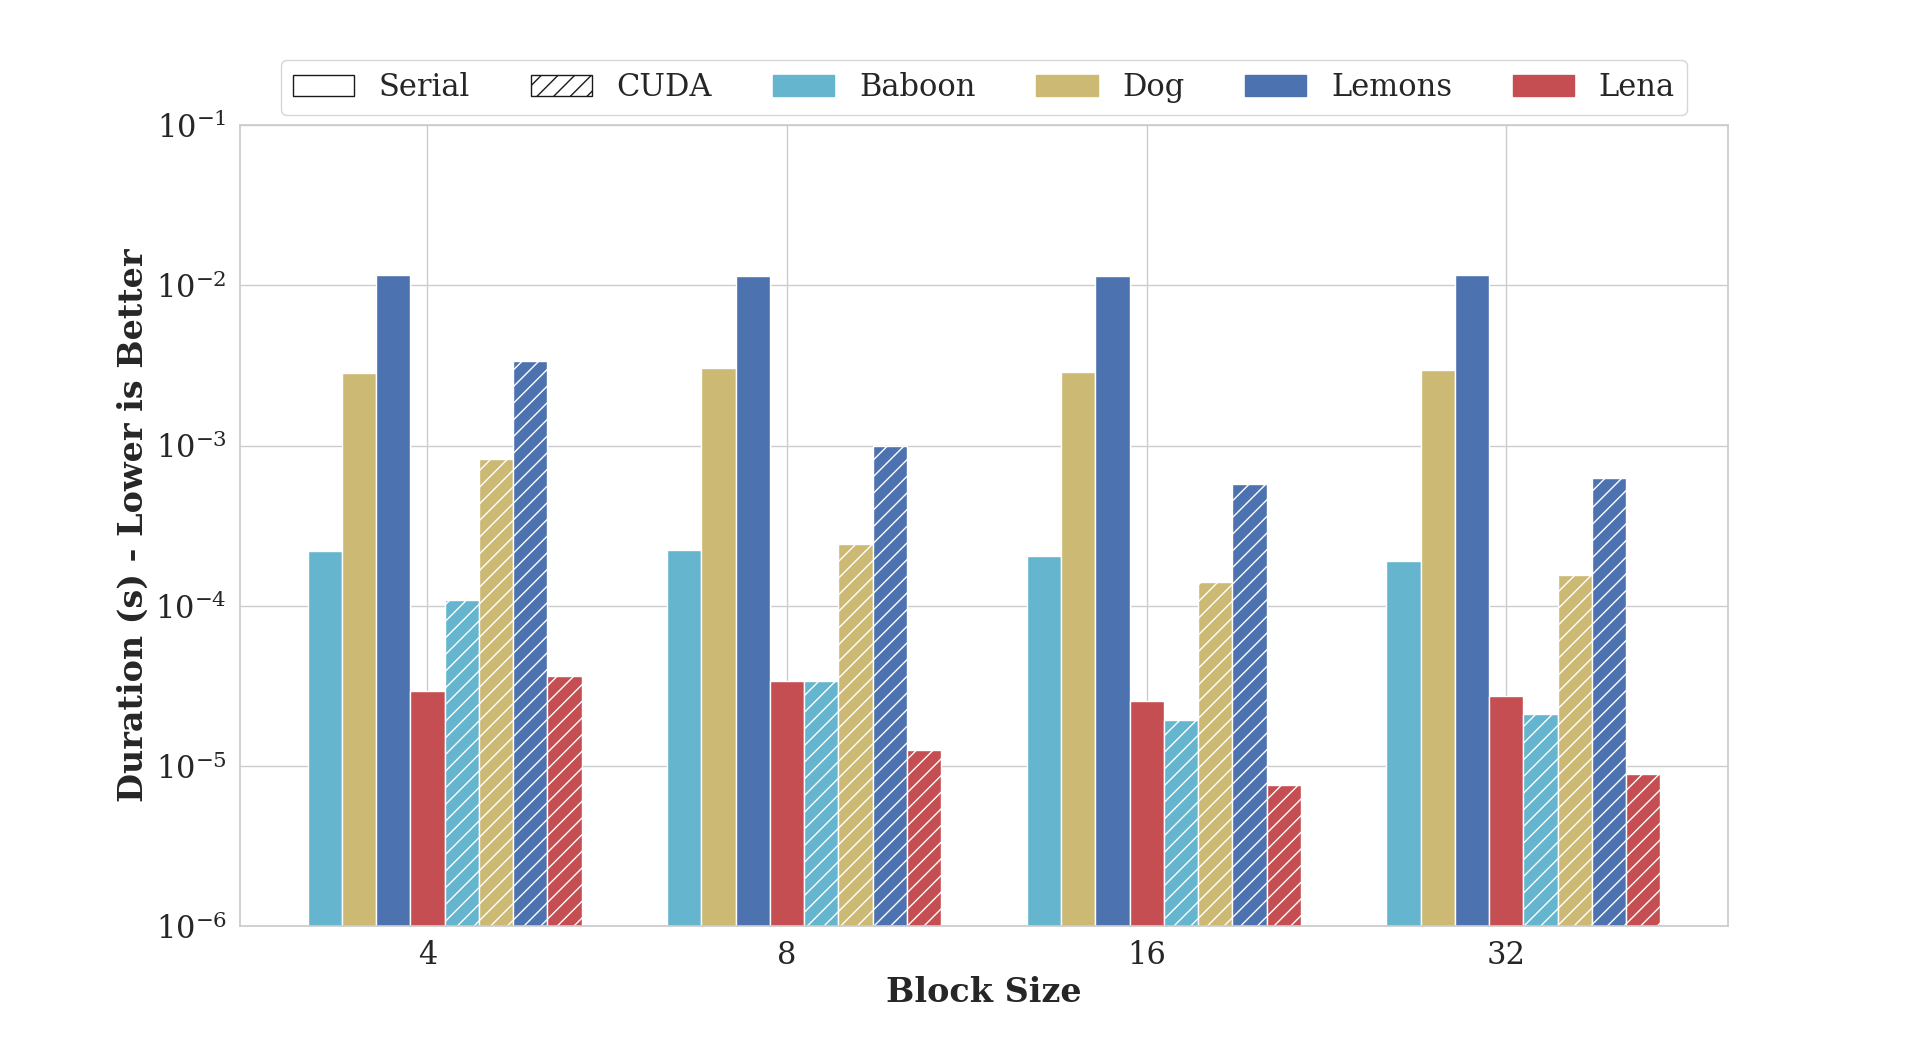 Serial CUDA Baboon Dog Lemons Lena
10⁻¹
10⁻²
10⁻³
10⁻⁴
10⁻⁵
10⁻⁶
Duration (s) - Lower is Better
4 8 16 32
Block Size